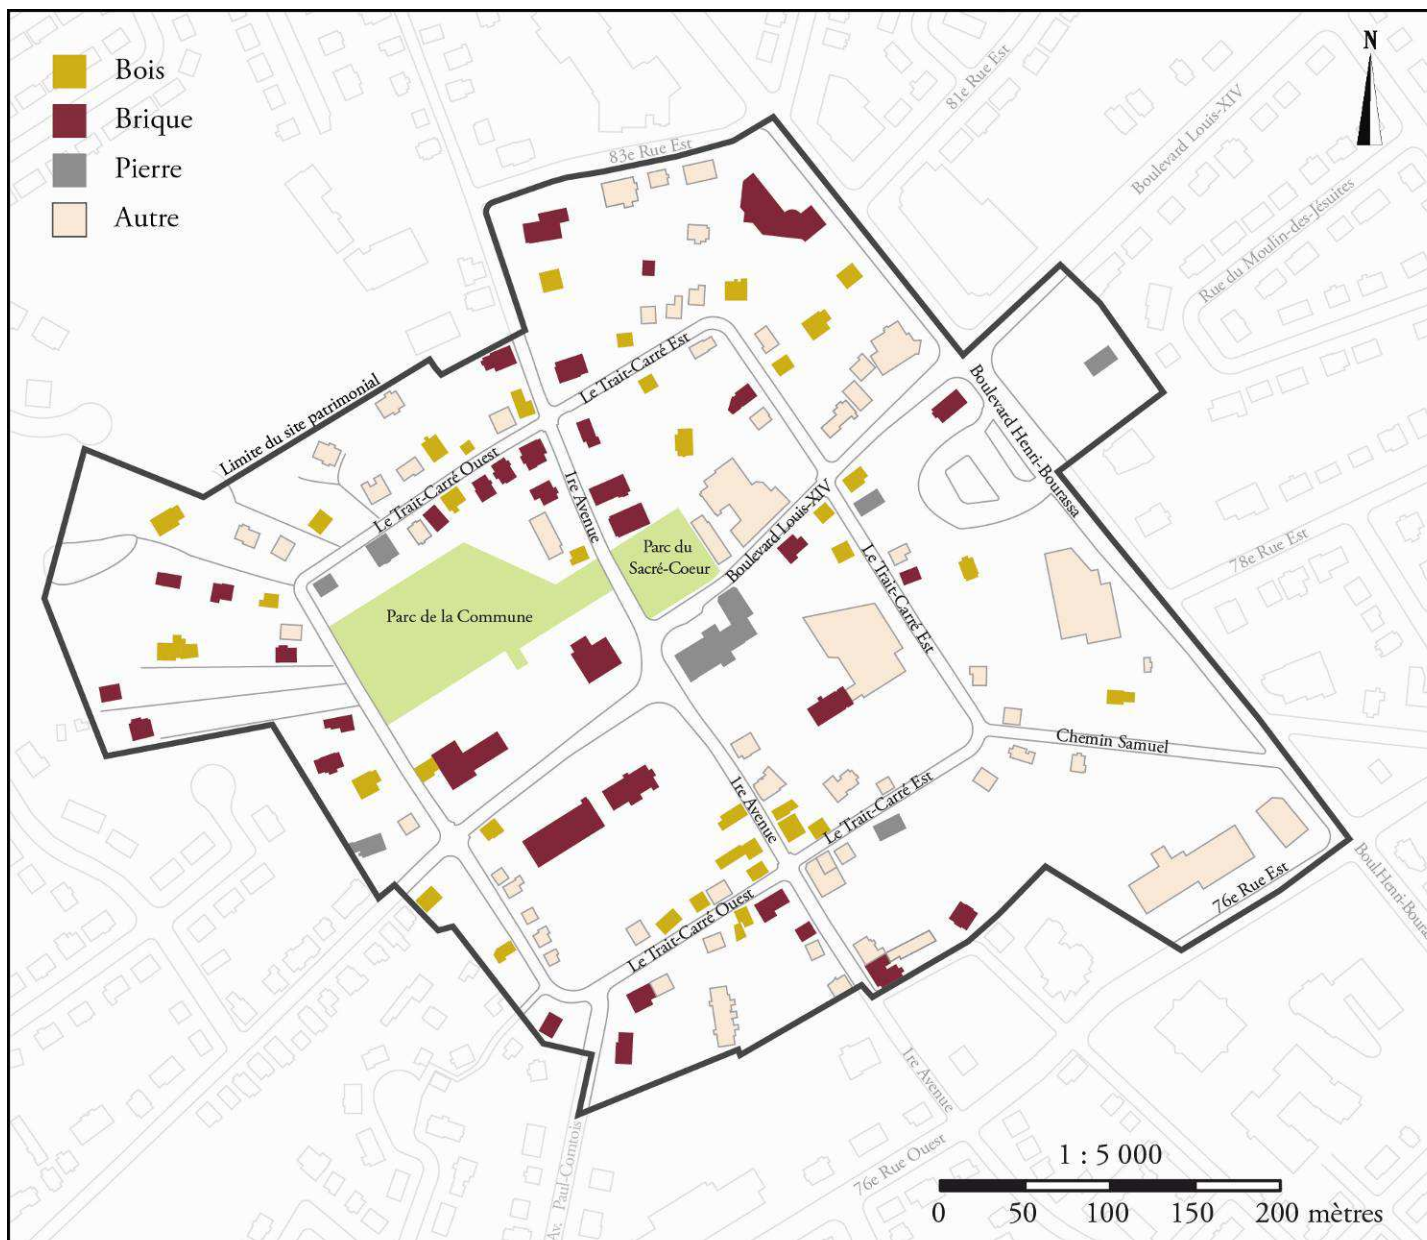 Bois
Brique
Pierre
Autre
N
81e Rue Est
Boulevard Louis-XIV
83e Rue Est
Rue du Moulin-des-Jésuites
Le Trait-Carré Est
Limite du site patrimonial
Boulevard Henri-Bourassa
Le Trait-Carré Ouest
1re Avenue
Boulevard Louis-XIV
Parc du
Sacré-Coeur
78e Rue Est
Le Trait-Carré Est
Parc de la Commune
Chemin Samuel
1re Avenue
Le Trait-Carré Est
76e Rue Est
Boul. Henri-Boura
Le Trait-Carré Ouest
1re Avenue
76e Rue Ouest
Av. Paul-Comtois
1 : 5 000
0 50 100 150 200 mètres